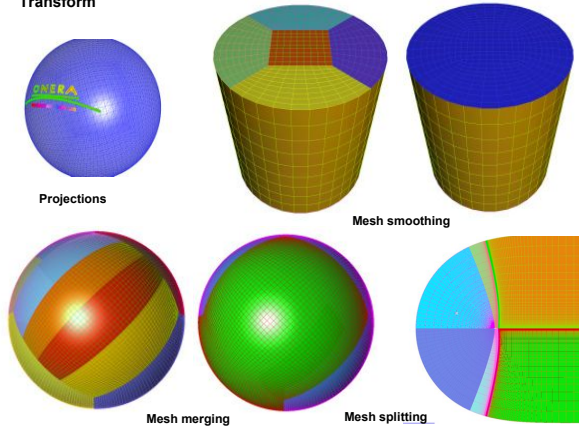 Transform
ONERA
Projections
Mesh smoothing
Mesh merging
Mesh splitting